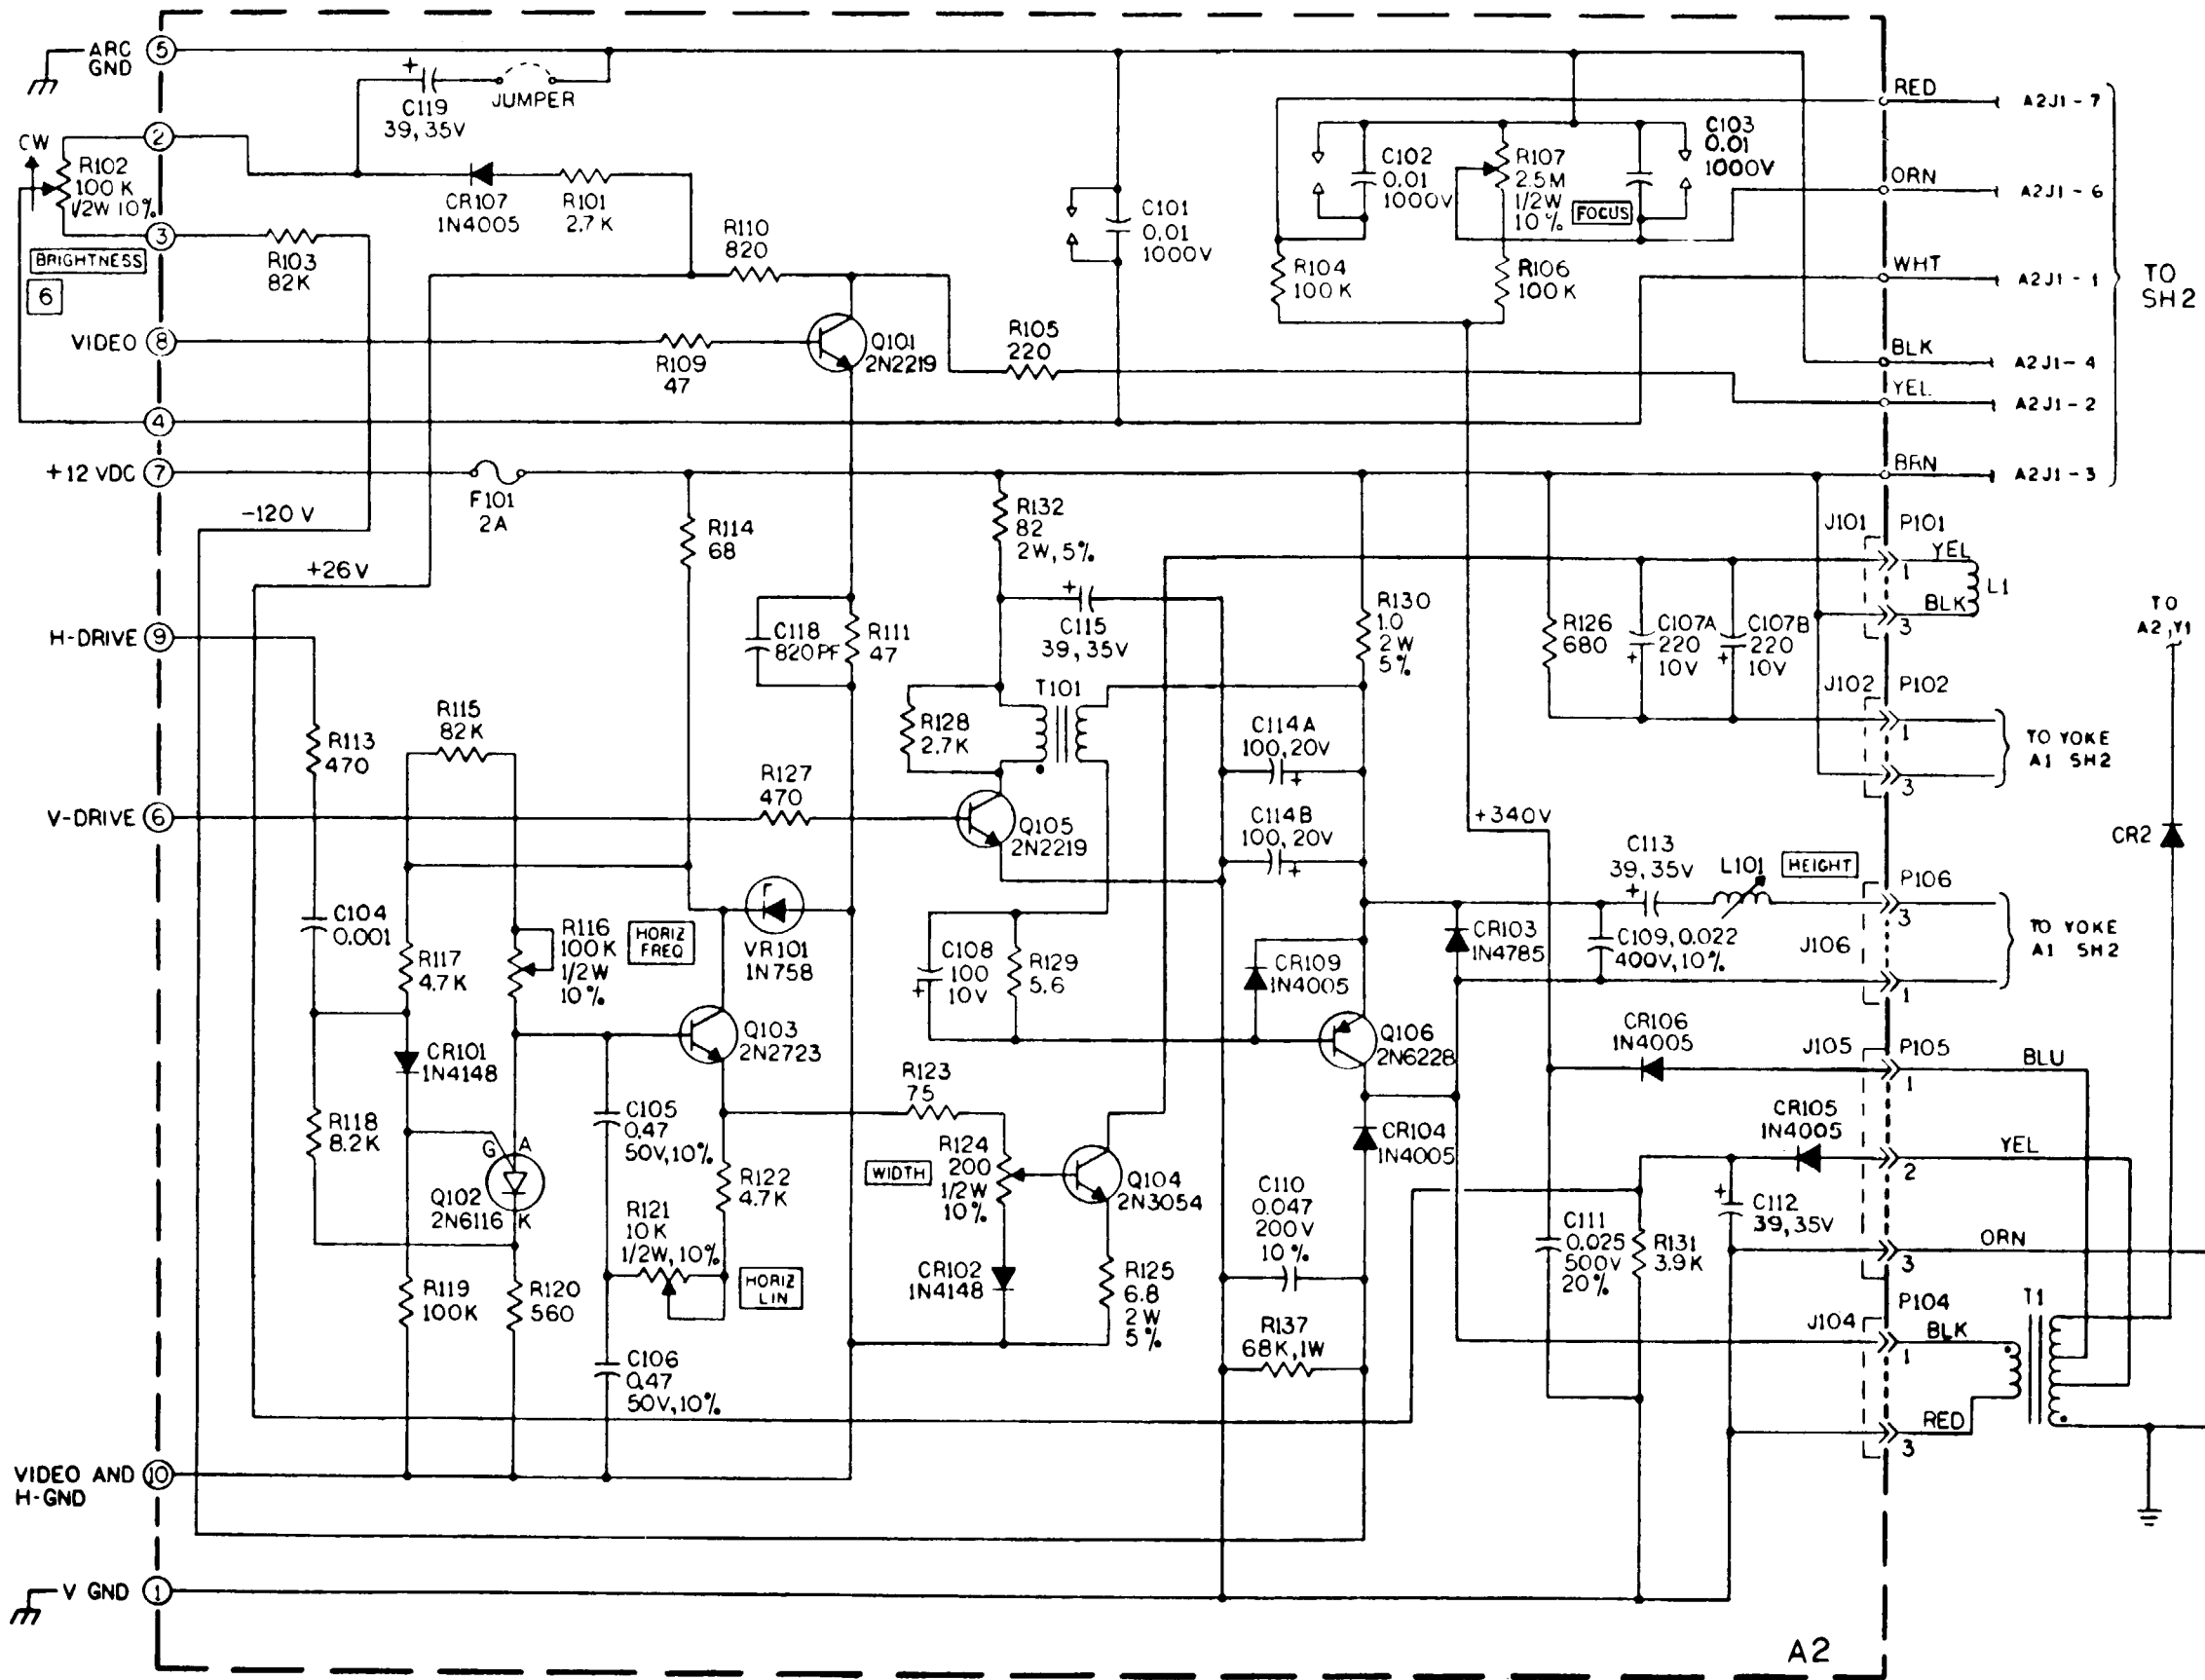 ARC
GND
5
C119
39,35V
JUMPER
RED
A2J1-7
CW
2
R102
100 K
1/2W 10%
CR107
1N4005
R101
2.7 K
C101
0.01
1000V
C102
0.01
1000V
R107
2.5M
1/2W
10%
FOCUS
C103
0.01
1000V
ORN
A2J1-6
3
BRIGHTNESS
6
R103
82K
R110
820
R104
100 K
R106
100 K
WHT
A2J1-1
TO
SH2
VIDEO 8
R109
47
Q101
2N2219
R105
220
BLK
A2J1-4
YEL
A2J1-2
4
+12 VDC 7
F101
2A
BRN
A2J1-3
-120 V
+26V
R114
68
R132
82
2W, 5%
J101
P101
YEL
1
L1
BLK
3
H-DRIVE 9
C118
820PF
R111
47
+
C115
39,35V
R130
1.0
2W
5%
R126
680
C107A
220
10V
+
C107B
220
10V
+
TO
A2,Y1
J102
P102
1
3
TO YOKE
A1 SH2
R113
470
R115
82K
R128
2.7K
T101
C114A
100,20V
+
V-DRIVE 6
R127
470
Q105
2N2219
C114B
100,20V
+
+340V
CR2
C113
39,35V
+
L101
HEIGHT
P106
3
J106
1
TO YOKE
A1 SH2
C104
0.001
R117
4.7K
R116
100K
1/2W
10%
HORIZ
FREQ
VR101
1N758
C108
100
10V
+
R129
5.6
CR109
1N4005
CR103
1N4785
C109,0.022
400V,10%
CR101
1N4148
Q103
2N2723
Q106
2N6228
CR106
1N4005
J105
P105
1
BLU
R118
8.2K
G
A
Q102
2N6116
K
C105
0.47
50V,10%
R123
75
R122
4.7K
WIDTH
R124
200
1/2W
10%
Q104
2N3054
CR104
1N4005
CR105
1N4005
YEL
2
C110
0.047
200V
10%
C111
0.025
500V
20%
R131
3.9K
+
C112
39,35V
ORN
3
R121
10K
1/2W,10%
HORIZ
LIN
CR102
1N4148
R125
6.8
2W
5%
R119
100K
R120
560
C106
0.47
50V,10%
R137
68K,1W
J104
P104
BLK
1
RED
3
T1
VIDEO AND 10
H-GND
V GND 1
A2